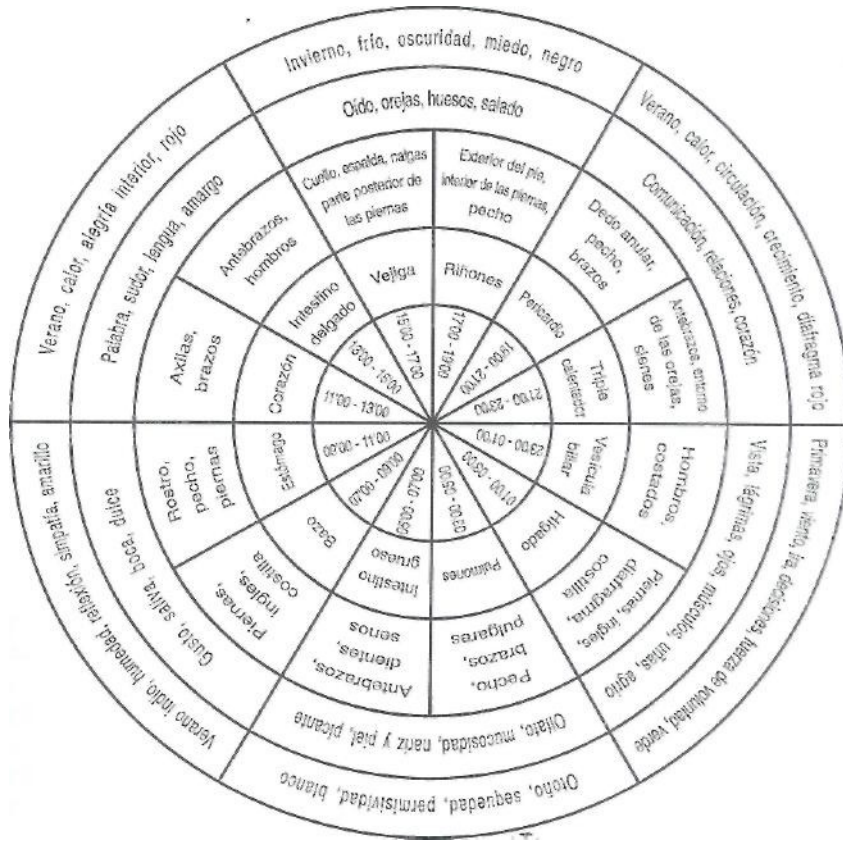 Invierno, frío, oscuridad, miedo, negro
Oído, orejas, huesos, salado
Cuello, espalda, nalgas
parte posterior de
las piernas
Vejiga
15'00 - 17'00
Exterior del pie,
interior de las piernas,
pecho
Riñones
17'00 - 19'00
Verano, calor, circulación, crecimiento, diafragma rojo
Comunicación, relaciones, corazón
Dedo anular,
pecho,
brazos
Pericardio
19'00 - 21'00
Antebrazos, entorno
de las orejas,
sienes
Triple
calentador
21'00 - 23'00
Primavera, viento, ira, decisiones, fuerza de voluntad, verde
Vista, lágrimas, ojos, músculos, uñas, agrio
Hombros,
costados
Vesícula
biliar
23'00 - 01'00
Piernas, ingles,
diafragma,
costilla
Hígado
01'00 - 03'00
Otoño, sequedad, permisividad, blanco
Olfato, mucosidad, nariz y piel, picante
Pecho,
brazos,
pulgares
Pulmones
03'00 - 05'00
Antebrazos,
dientes,
senos
Intestino
grueso
05'00 - 07'00
Verano indio, humedad, reflexión, simpatía, amarillo
Gusto, saliva, boca, dulce
Piernas,
ingles,
costilla
Bazo
07'00 - 09'00
Rostro,
pecho,
piernas
Estómago
09'00 - 11'00
Verano, calor, alegría interior, rojo
Palabra, sudor, lengua, amargo
Axilas,
brazos
Corazón
11'00 - 13'00
Antebrazos,
hombros
Intestino
delgado
13'00 - 15'00